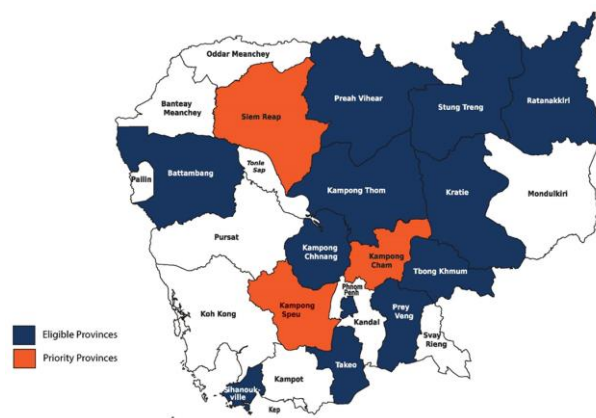 Oddar Meanchey
Banteay
Meanchey
Siem Reap
Preah Vihear
Stung Treng
Ratanakkiri
Pailin
Battambang
Tonle
Sap
Kampong Thom
Kratie
Mondulkiri
Pursat
Kampong
Chhnang
Kampong
Cham
Tbong Khmum
Phnom
Penh
Koh Kong
Kampong
Speu
Kandal
Prey
Veng
Svay
Rieng
Takeo
Kampot
Sihanouk-
ville
Kep
Eligible Provinces
Priority Provinces